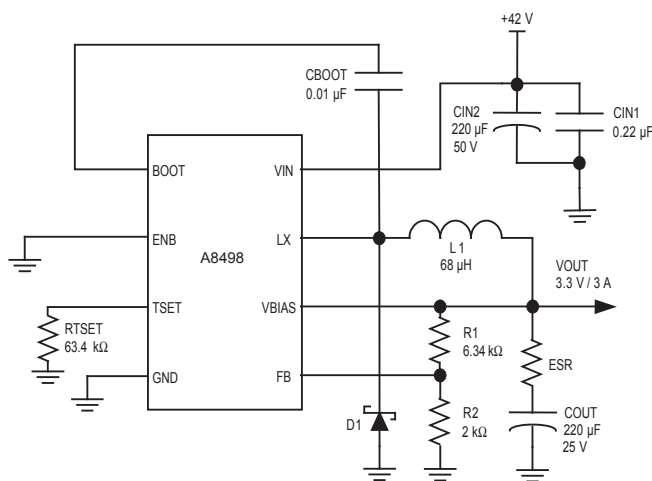 +42 V
CBOOT
0.01 µF
CIN2
220 µF
50 V
CIN1
0.22 µF
BOOT
VIN
ENB
LX
A8498
L1
68 µH
VOUT
3.3 V / 3 A
TSET
VBIAS
RTSET
63.4 kΩ
R1
6.34 kΩ
ESR
GND
FB
D1
R2
2 kΩ
COUT
220 µF
25 V